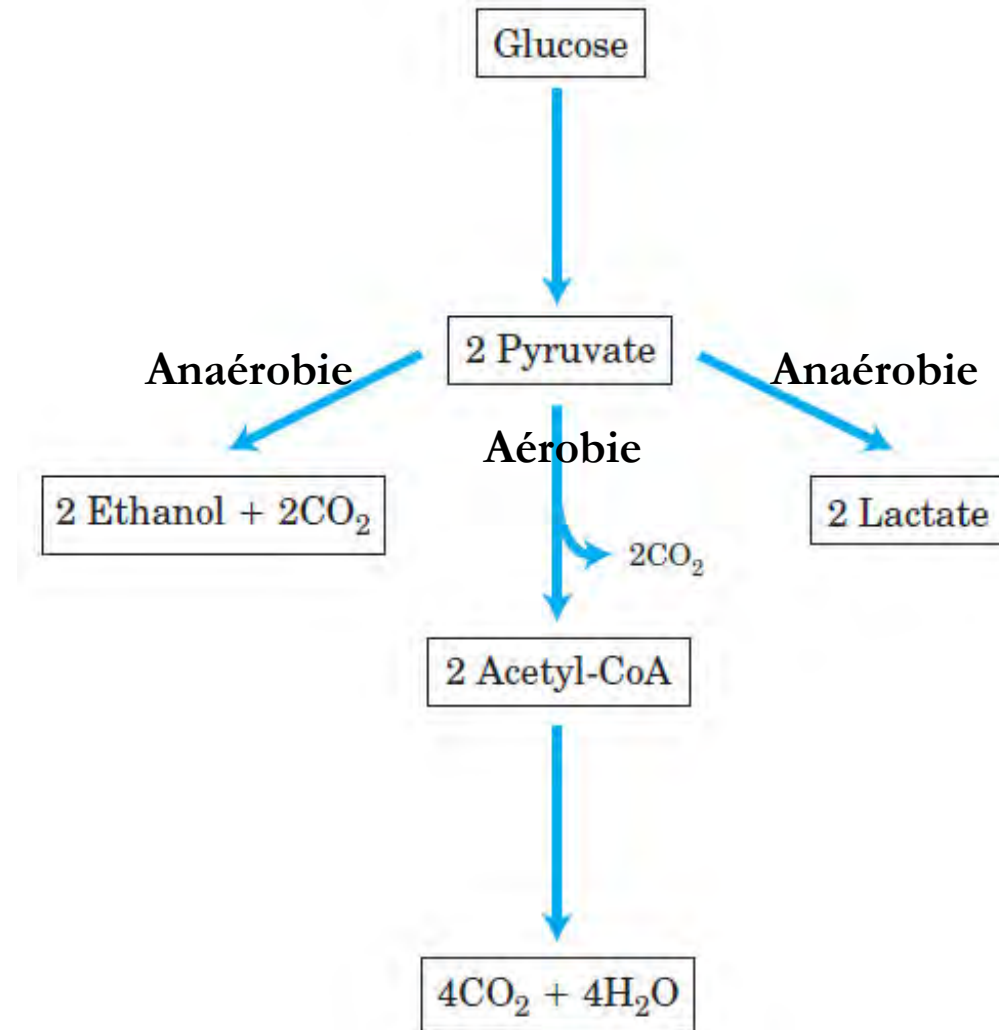 Glucose
2 Pyruvate
Anaérobie
Anaérobie
Aérobie
2 Ethanol + 2CO₂
2 Lactate
2CO₂
2 Acetyl-CoA
4CO₂ + 4H₂O